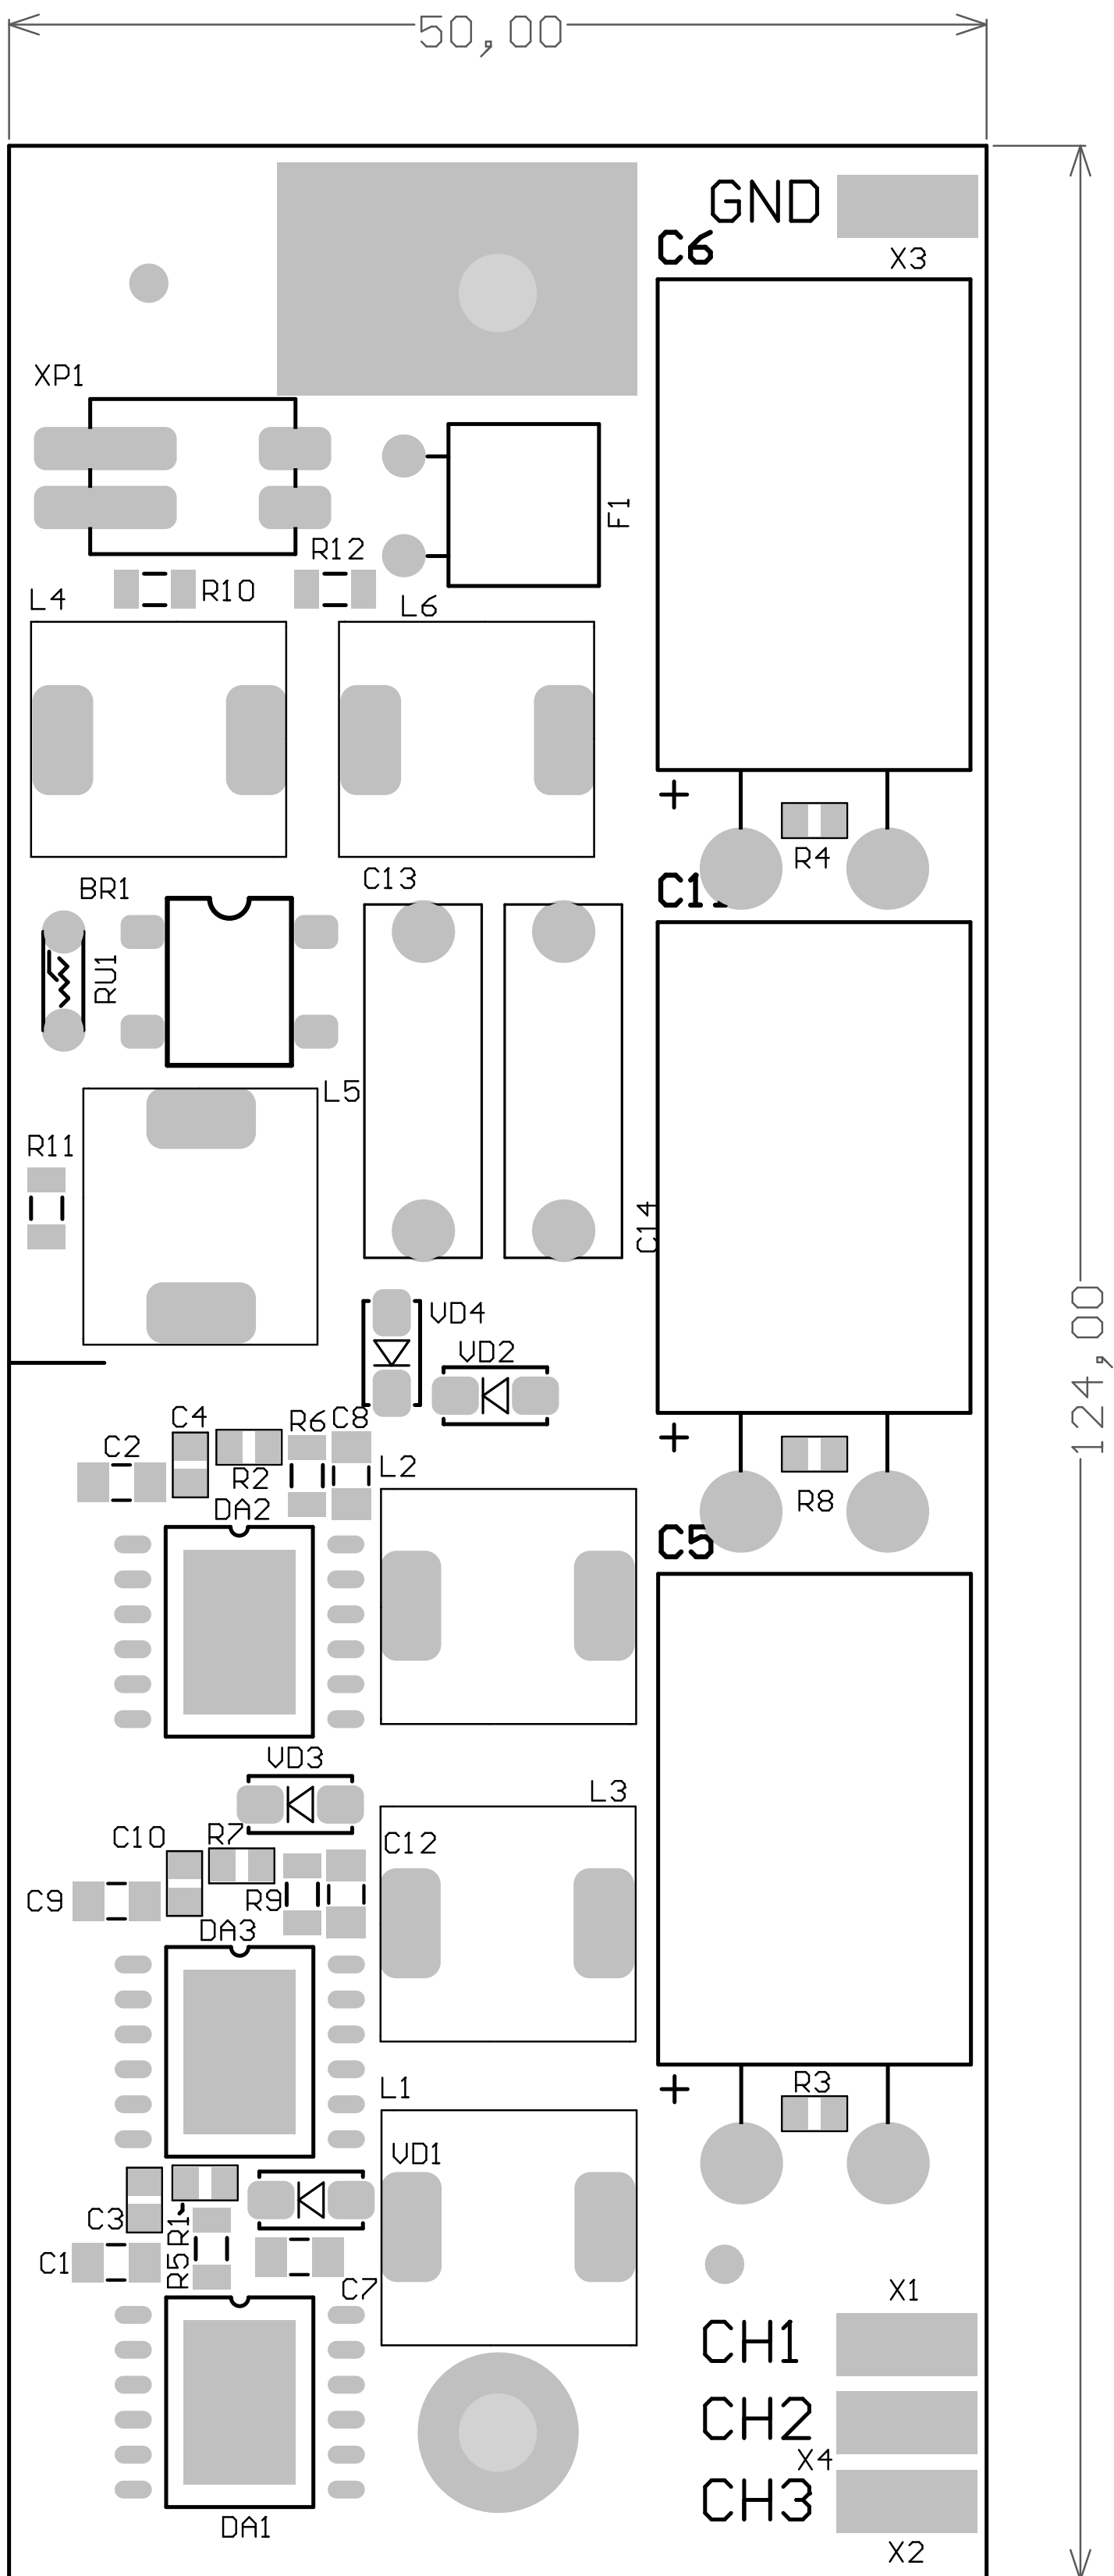 50,00
GND
C6
X3
XP1
F1
R12
R10
L4
L6
R4
C13
BR1
RU1
L5
R11
C14
124,00
VD4
VD2
C4
R6
C8
C2
R2
L2
R8
DA2
C5
VD3
L3
C10
R7
C12
C9
R9
DA3
L1
R3
VD1
C3
R1
C1
R5
C7
X1
CH1
CH2
X4
CH3
DA1
X2